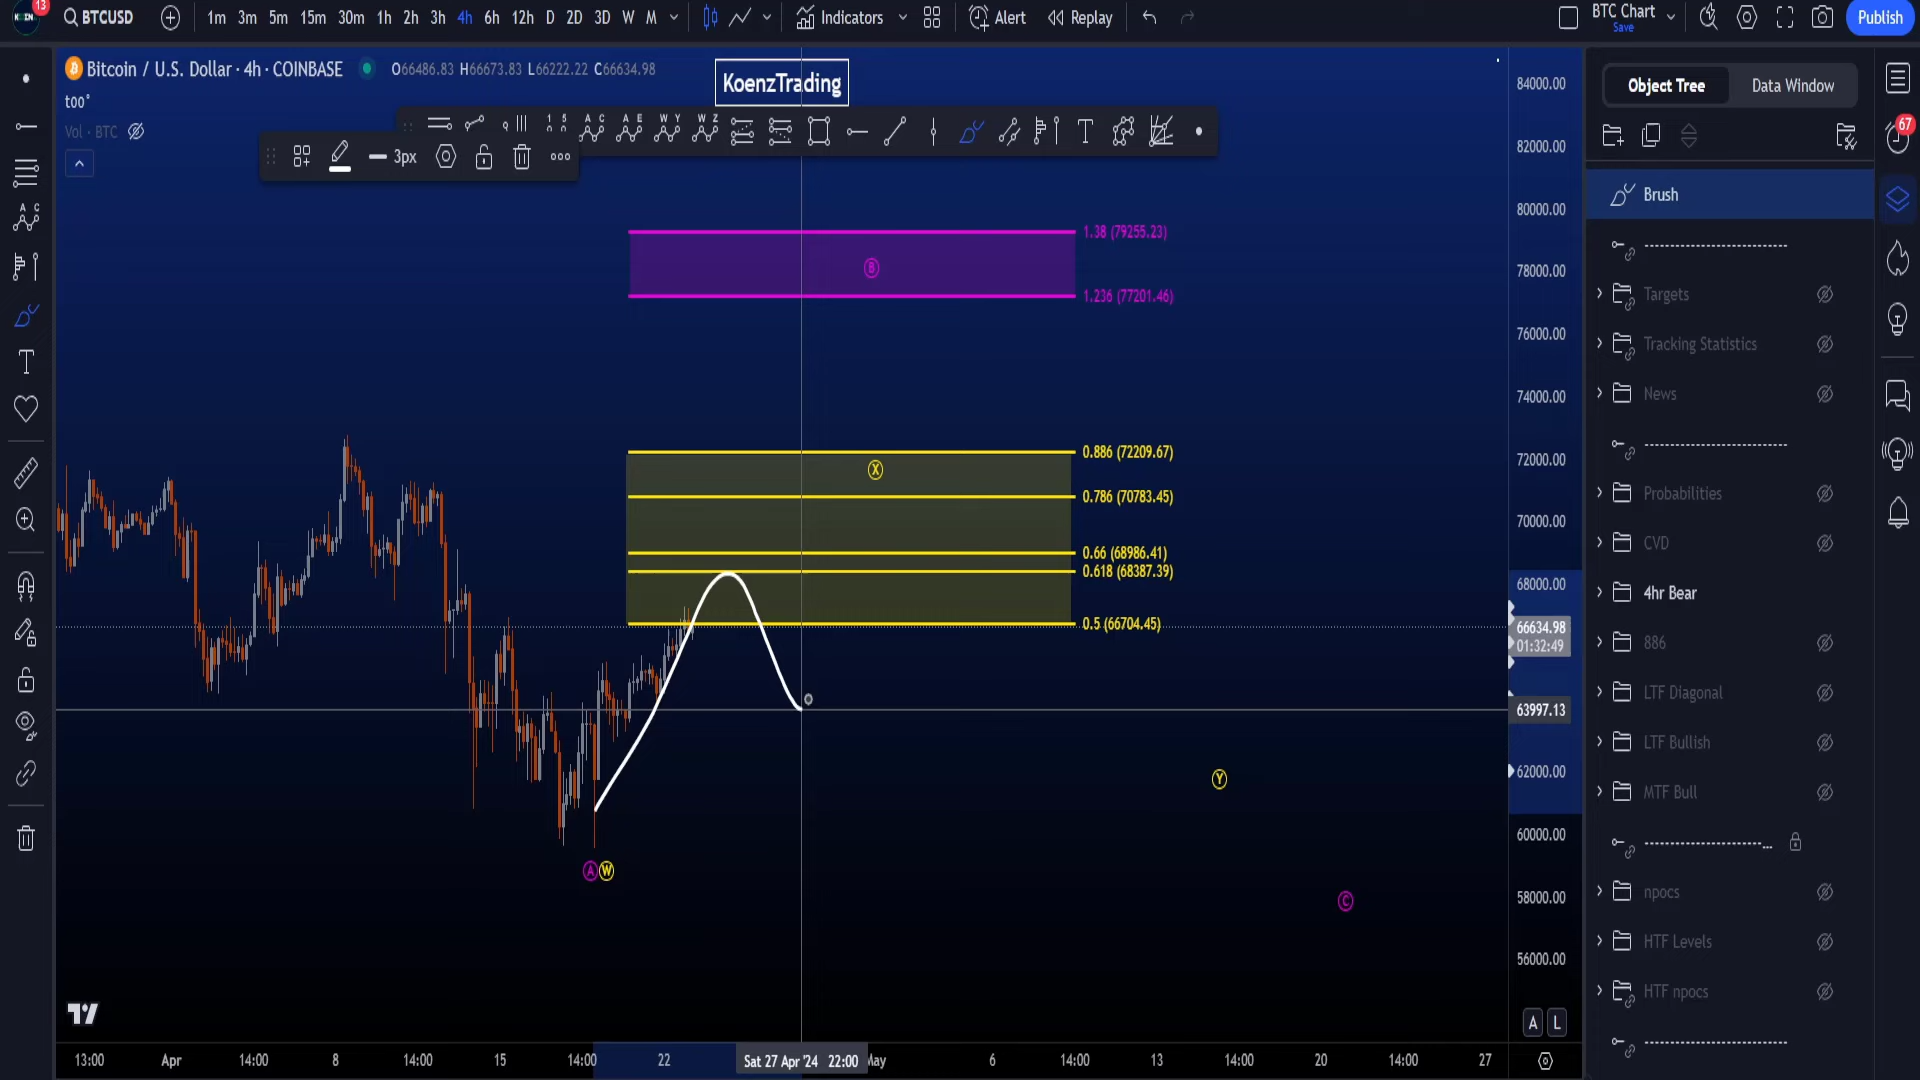 13
BTCUSD
1m 3m 5m 15m 30m 1h 2h 3h 4h 6h 12h D 2D 3D W M
Indicators
Alert
Replay
BTC Chart
Save
Publish
Bitcoin / U.S. Dollar · 4h · COINBASE
O66486.83 H66673.83 L66222.22 C66634.98
too°
Vol · BTC
KoenzTrading
3px
1.38 (79255.23)
B
1.236 (77201.46)
0.886 (72209.67)
X
0.786 (70783.45)
0.66 (68986.41)
0.618 (68387.39)
0.5 (66704.45)
Y
A W
C
84000.00
82000.00
80000.00
78000.00
76000.00
74000.00
72000.00
70000.00
68000.00
66634.98
01:32:49
63997.13
62000.00
60000.00
58000.00
56000.00
A L
13:00 Apr 14:00 8 14:00 15 14:00 22 Sat 27 Apr '24 22:00 May 6 14:00 13 14:00 20 14:00 27
Object Tree Data Window
67
Brush
Targets
Tracking Statistics
News
Probabilities
CVD
4hr Bear
886
LTF Diagonal
LTF Bullish
MTF Bull
npocs
HTF Levels
HTF npocs